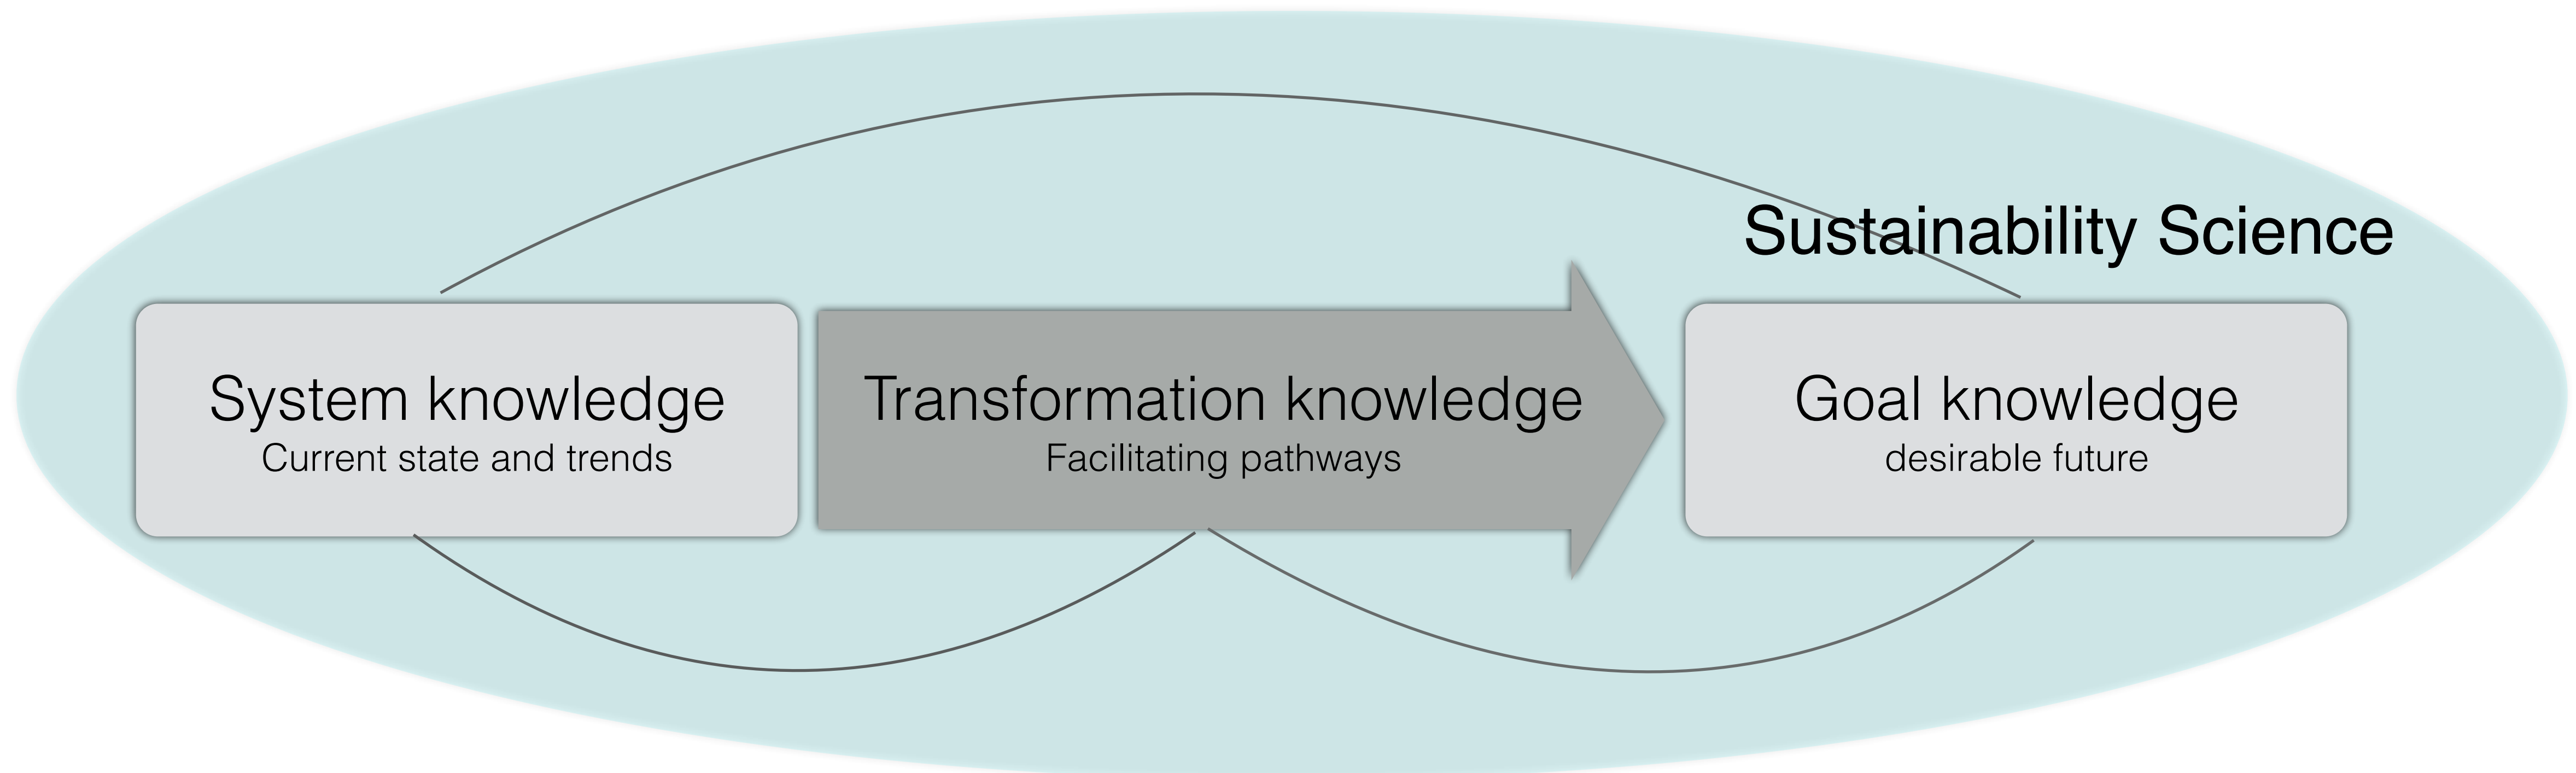 Sustainability Science
System knowledge
Current state and trends
Transformation knowledge
Facilitating pathways
Goal knowledge
desirable future